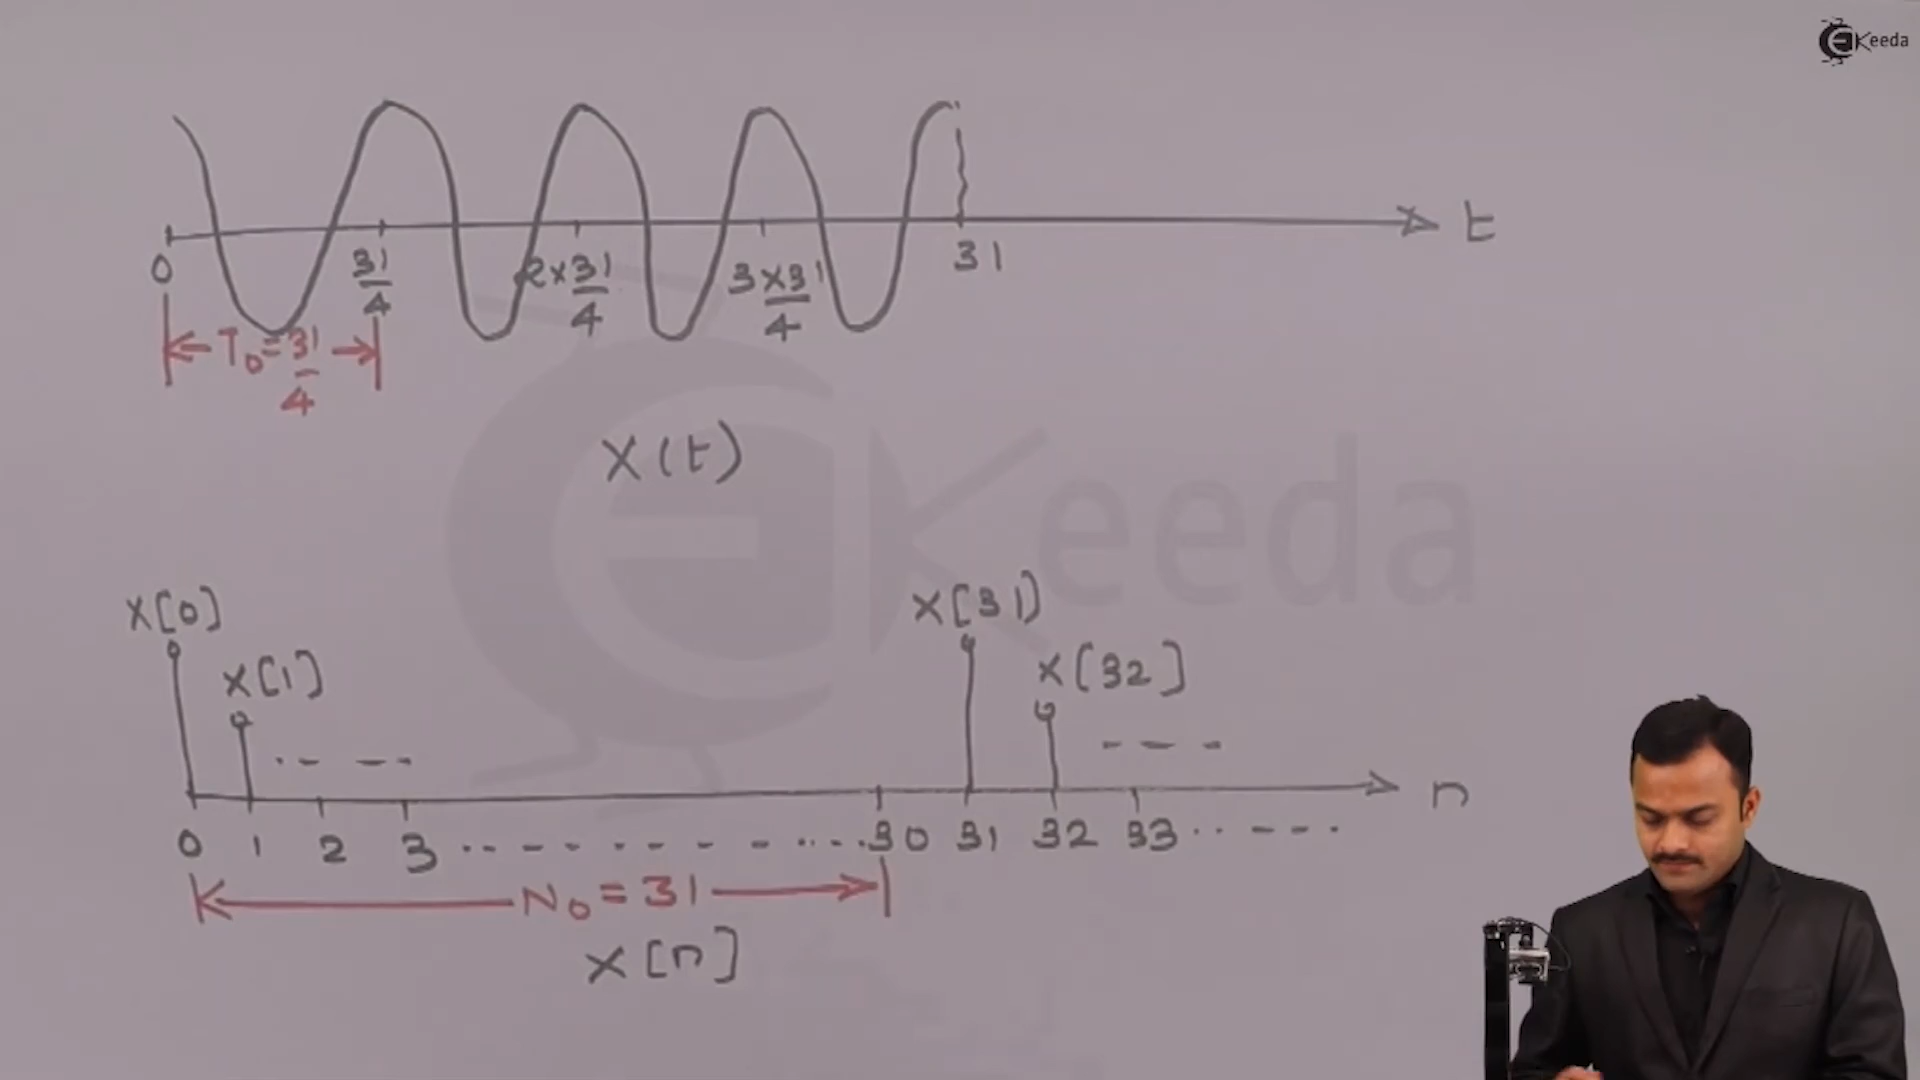 Keeda
0
31/4
2×31/4
3×31/4
31
t
T₀=31/4
X(t)
Keeda
X[0]
X[31]
X[1]
X[32]
n
0 1 2 3 ---------- 30 31 32 33 -----
N₀=31
X[n]